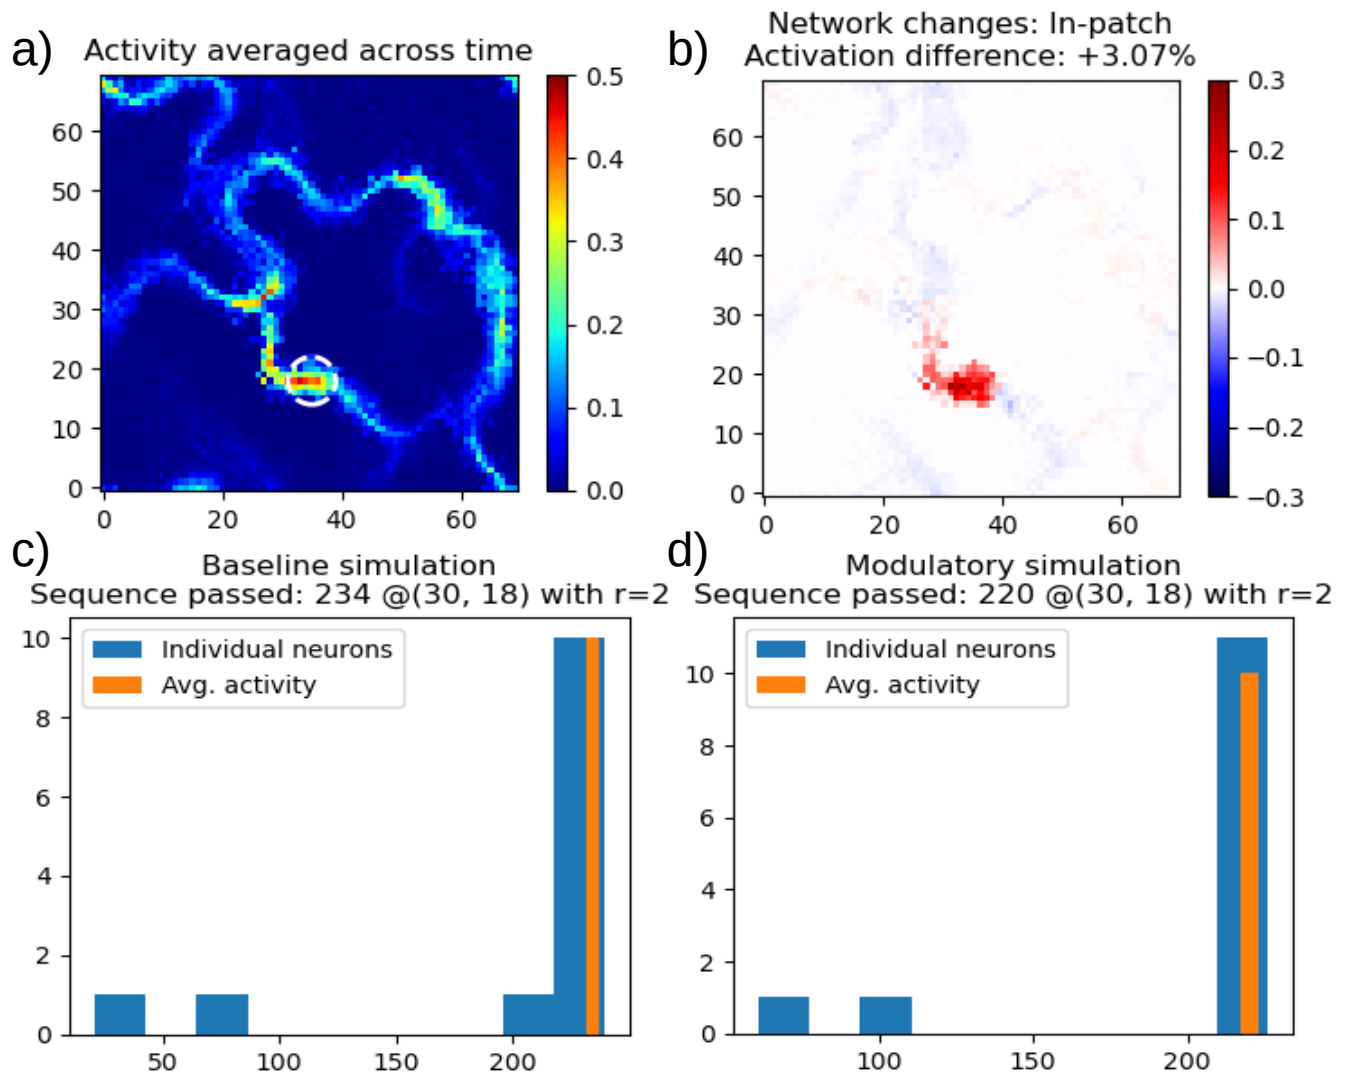 a)
Activity averaged across time
60
50
40
30
20
10
0
0 20 40 60
0.5
0.4
0.3
0.2
0.1
0.0
b)
Network changes: In-patch
Activation difference: +3.07%
60
50
40
30
20
10
0
0 20 40 60
0.3
0.2
0.1
0.0
−0.1
−0.2
−0.3
c)
Baseline simulation
Sequence passed: 234 @(30, 18) with r=2
Individual neurons
Avg. activity
10
8
6
4
2
0
50 100 150 200
d)
Modulatory simulation
Sequence passed: 220 @(30, 18) with r=2
Individual neurons
Avg. activity
10
8
6
4
2
0
100 150 200